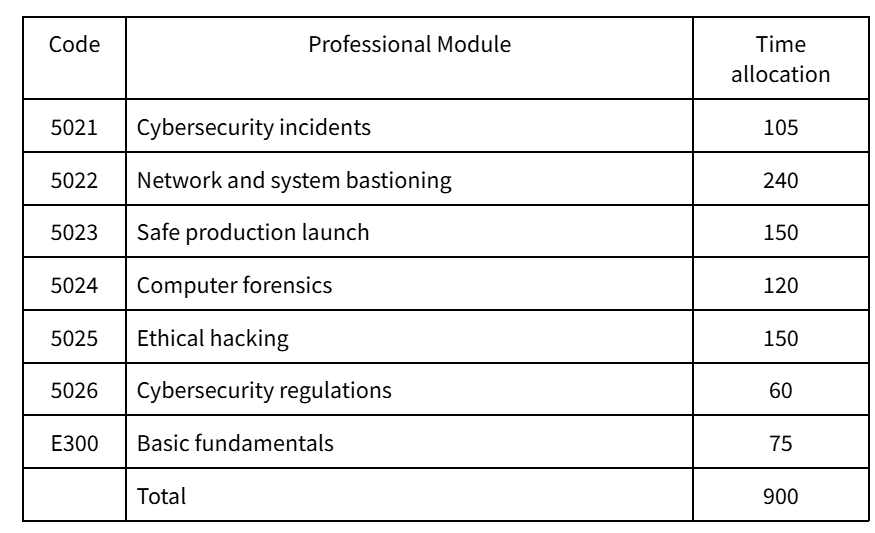 Code Professional Module Time
allocation
5021 Cybersecurity incidents 105
5022 Network and system bastioning 240
5023 Safe production launch 150
5024 Computer forensics 120
5025 Ethical hacking 150
5026 Cybersecurity regulations 60
E300 Basic fundamentals 75
Total 900